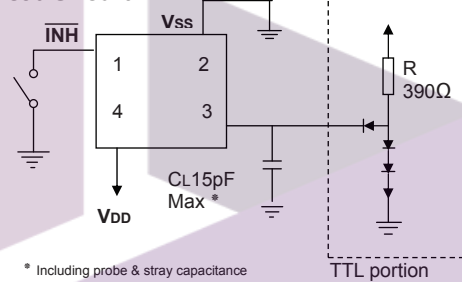 Vss
INH
1
2
R
390Ω
4
3
CL15pF
Max *
VDD
* Including probe & stray capacitance
TTL portion